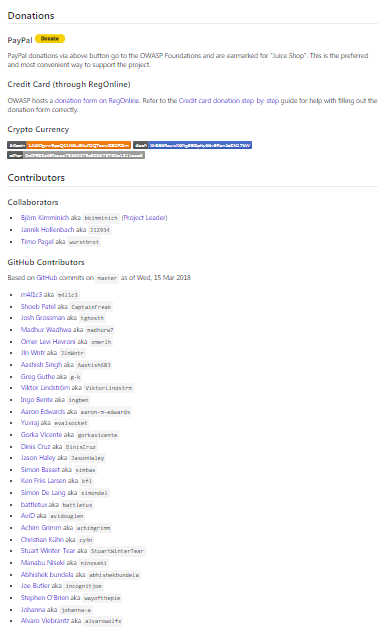 Donations
PayPal Donate
PayPal donations via above button go to the OWASP Foundations and are earmarked for "Juice Shop". This is the preferred
and most convenient way to support the project.
Credit Card (through RegOnline)
OWASP hosts a donation form on RegOnline. Refer to the Credit card donation step-by-step guide for help with filling out the
donation form correctly.
Crypto Currency
bitcoin
dash
ether
Contributors
Collaborators
Björn Kimminich aka bkimminich (Project Leader)
Jannik Hollenbach aka J12934
Timo Pagel aka wurstbrot
GitHub Contributors
Based on GitHub commits on master as of Wed, 15 Mar 2018
m4l1c3 aka m4l1c3
Shoeb Patel aka CaptainFreak
Josh Grossman aka tghosth
Madhur Wadhwa aka madhurw7
Omer Levi Hevroni aka omerlh
Jln Wntr aka JlnWntr
Aashish Singh aka Aashish683
Greg Guthe aka g-k
Viktor Lindström aka ViktorLindstrm
Ingo Bente aka ingben
Aaron Edwards aka aaron-m-edwards
Yuvraj aka evalsocket
Gorka Vicente aka gorkavicente
Dinis Cruz aka DinisCruz
Jason Haley aka JasonHaley
Simon Basset aka simbas
Ken Friis Larsen aka kfl
Simon De Lang aka simondel
battletux aka battletux
AviD aka avidouglen
Achim Grimm aka achimgrimm
Christian Kühn aka cy4n
Stuart Winter-Tear aka StuartWinterTear
Manabu Niseki aka ninoseki
Abhishek bundela aka abhishekbundela
Joe Butler aka incognitjoe
Stephen O'Brien aka wayofthepie
Johanna aka johanna-a
Alvaro Viebrantz aka alvarowolfx